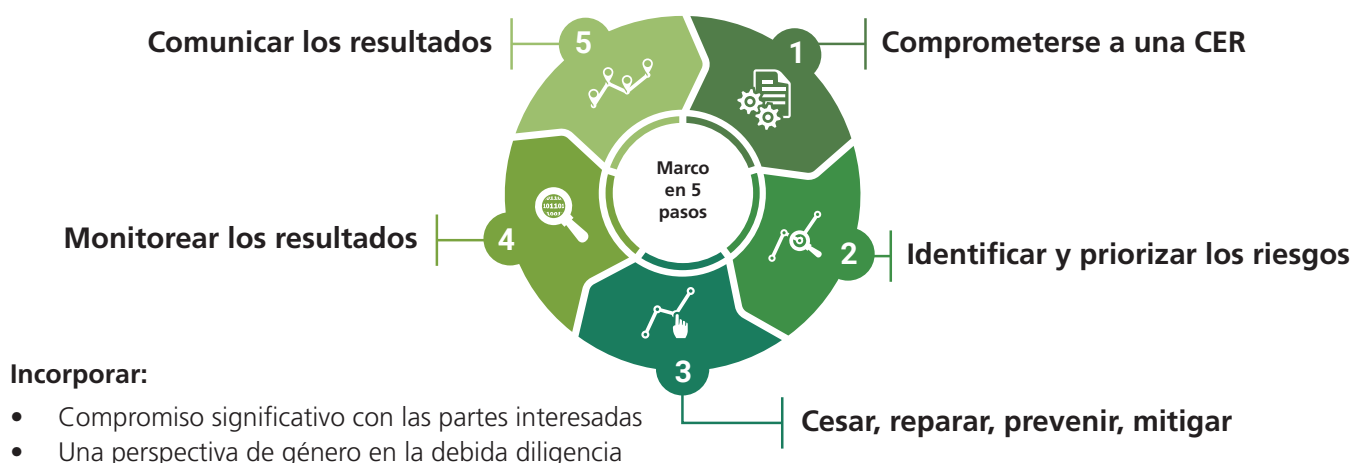 Comunicar los resultados
5
1
Comprometerse a una CER
Marco
en 5
pasos
Monitorear los resultados
4
2
Identificar y priorizar los riesgos
3
Cesar, reparar, prevenir, mitigar
Incorporar:
• Compromiso significativo con las partes interesadas
• Una perspectiva de género en la debida diligencia